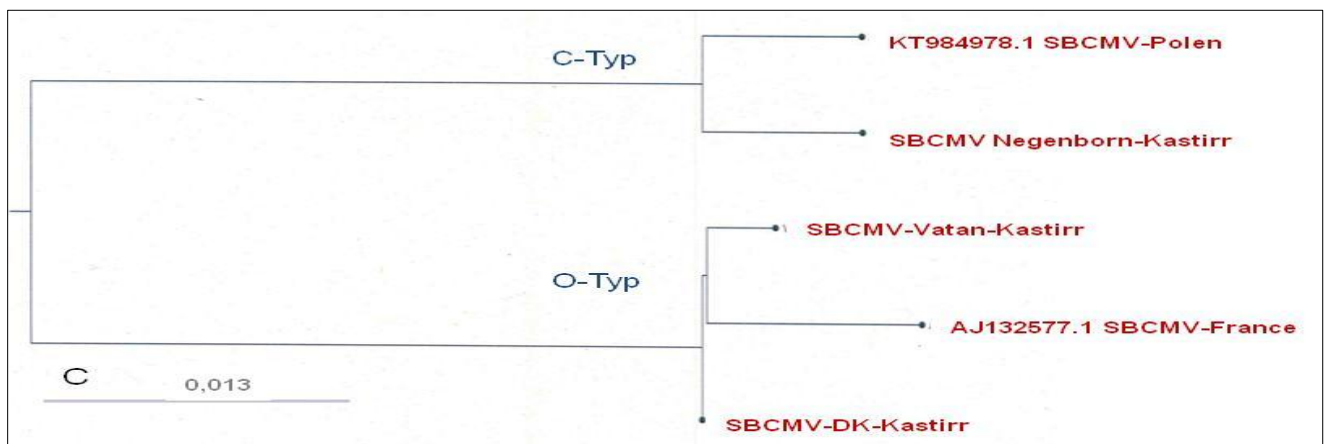 C-Typ
KT984978.1 SBCMV-Polen
SBCMV Negenborn-Kastirr
SBCMV-Vatan-Kastirr
O-Typ
AJ132577.1 SBCMV-France
C
0,013
SBCMV-DK-Kastirr